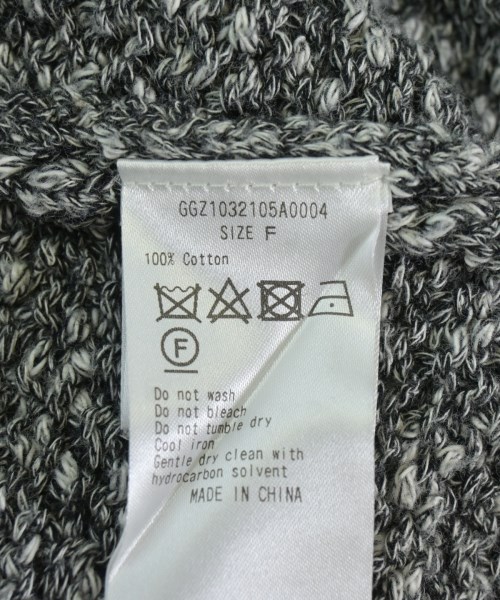 GGZ1032105A0004
SIZE F
100% Cotton
F
Do not wash
Do not bleach
Do not tumble dry
Cool iron
Gentle dry clean with
hydrocarbon solvent
MADE IN CHINA